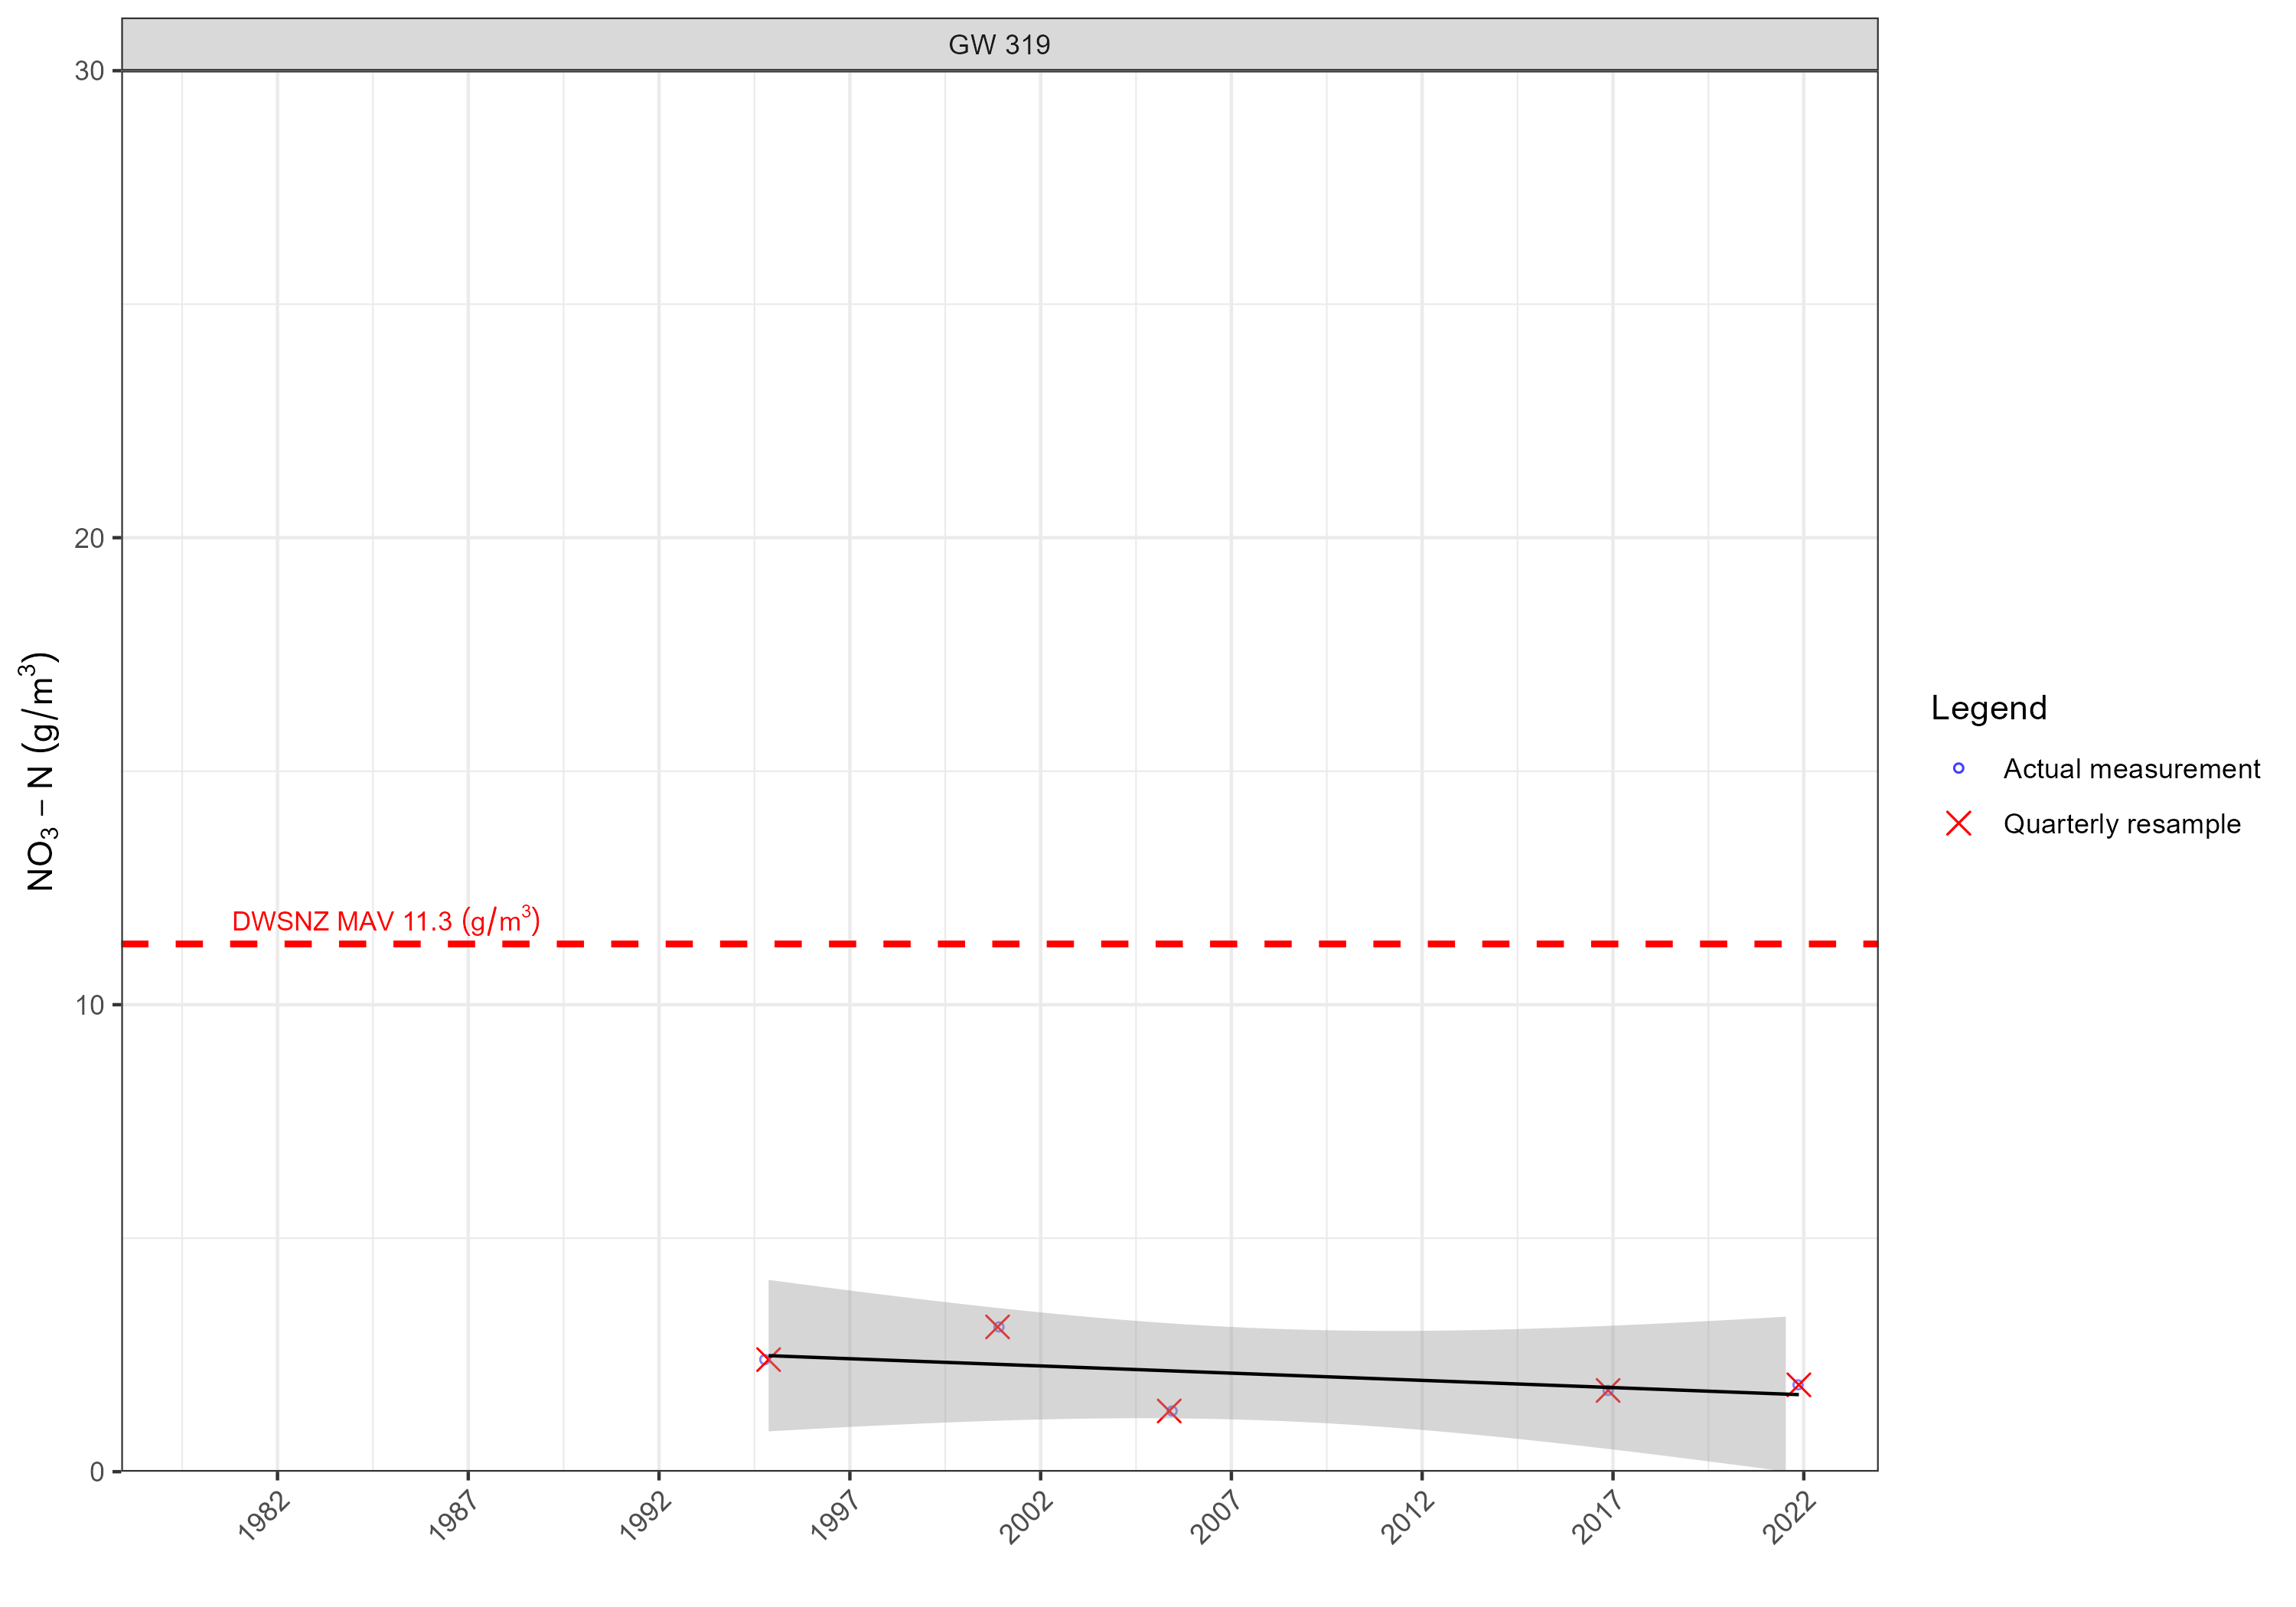 GW 319
30
20
10
0
NO3 – N (g/m3)
DWSNZ MAV 11.3 (g/m3)
1982
1987
1992
1997
2002
2007
2012
2017
2022
Legend
Actual measurement
Quarterly resample